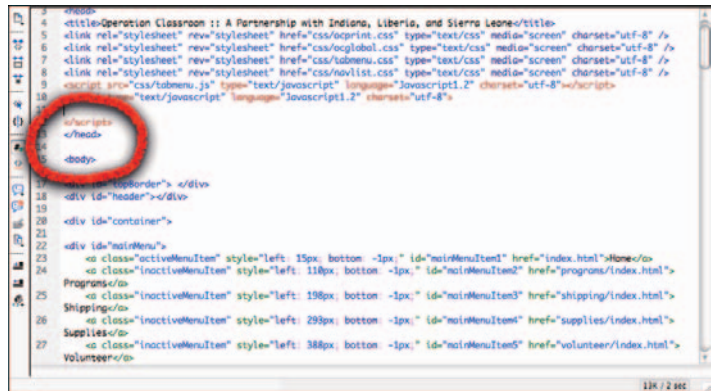 3 <head>
4 <title>Operation Classroom :: A Partnership with Indiana, Liberia, and Sierra Leone</title>
5 <link rel="stylesheet" rev="stylesheet" href="css/ocprint.css" type="text/css" media="screen" charset="utf-8" />
6 <link rel="stylesheet" rev="stylesheet" href="css/ocglobal.css" type="text/css" media="screen" charset="utf-8" />
7 <link rel="stylesheet" rev="stylesheet" href="css/tabmenu.css" type="text/css" media="screen" charset="utf-8" />
8 <link rel="stylesheet" rev="stylesheet" href="css/navlist.css" type="text/css" media="screen" charset="utf-8" />
9 <script src="css/tabmenu.js" type="text/javascript" language="Javascript1.2" charset="utf-8"></script>
10 type="text/javascript" language="Javascript1.2" charset="utf-8">
</script>
13 </head>
14
<body>
17 <div id="topBorder"> </div>
18 <div id="header"></div>
19
20 <div id="container">
21
22 <div id="mainMenu">
23 <a class="activeMenuItem" style="left: 15px; bottom: -1px;" id="mainMenuItem1" href="index.html">Home</a>
24 <a class="inactiveMenuItem" style="left: 110px; bottom: -1px;" id="mainMenuItem2" href="programs/index.html">
Programs</a>
25 <a class="inactiveMenuItem" style="left: 198px; bottom: -1px;" id="mainMenuItem3" href="shipping/index.html">
Shipping</a>
26 <a class="inactiveMenuItem" style="left: 293px; bottom: -1px;" id="mainMenuItem4" href="supplies/index.html">
Supplies</a>
27 <a class="inactiveMenuItem" style="left: 388px; bottom: -1px;" id="mainMenuItem5" href="volunteer/index.html">
Volunteer</a>
13K / 2 sec